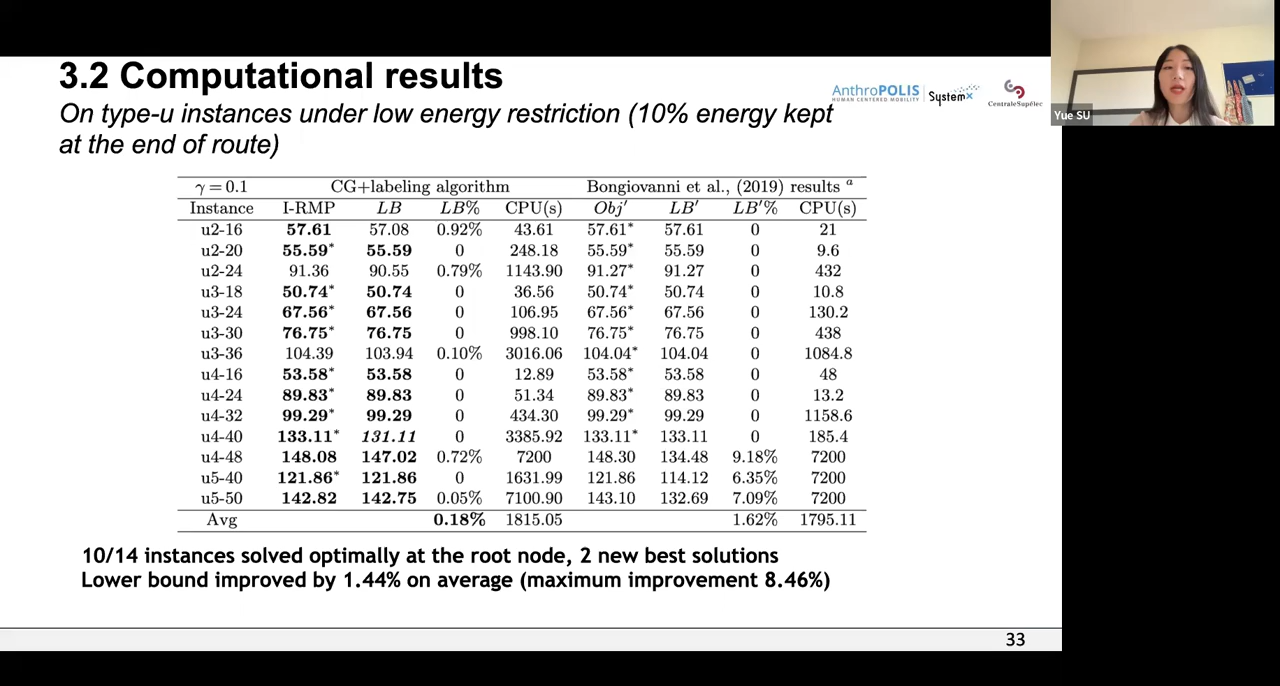 3.2 Computational results
On type-u instances under low energy restriction (10% energy kept
at the end of route)
AnthroPOLIS
HUMAN CENTERED MOBILITY
SystemX
CentraleSupélec
Yue SU
γ = 0.1 CG+labeling algorithm Bongiovanni et al., (2019) results a
Instance I-RMP LB LB% CPU(s) Obj′ LB′ LB′% CPU(s)
u2-16 57.61 57.08 0.92% 43.61 57.61* 57.61 0 21
u2-20 55.59* 55.59 0 248.18 55.59* 55.59 0 9.6
u2-24 91.36 90.55 0.79% 1143.90 91.27* 91.27 0 432
u3-18 50.74* 50.74 0 36.56 50.74* 50.74 0 10.8
u3-24 67.56* 67.56 0 106.95 67.56* 67.56 0 130.2
u3-30 76.75* 76.75 0 998.10 76.75* 76.75 0 438
u3-36 104.39 103.94 0.10% 3016.06 104.04* 104.04 0 1084.8
u4-16 53.58* 53.58 0 12.89 53.58* 53.58 0 48
u4-24 89.83* 89.83 0 51.34 89.83* 89.83 0 13.2
u4-32 99.29* 99.29 0 434.30 99.29* 99.29 0 1158.6
u4-40 133.11* 131.11 0 3385.92 133.11* 133.11 0 185.4
u4-48 148.08 147.02 0.72% 7200 148.30 134.48 9.18% 7200
u5-40 121.86* 121.86 0 1631.99 121.86 114.12 6.35% 7200
u5-50 142.82 142.75 0.05% 7100.90 143.10 132.69 7.09% 7200
Avg 0.18% 1815.05 1.62% 1795.11
10/14 instances solved optimally at the root node, 2 new best solutions
Lower bound improved by 1.44% on average (maximum improvement 8.46%)
33